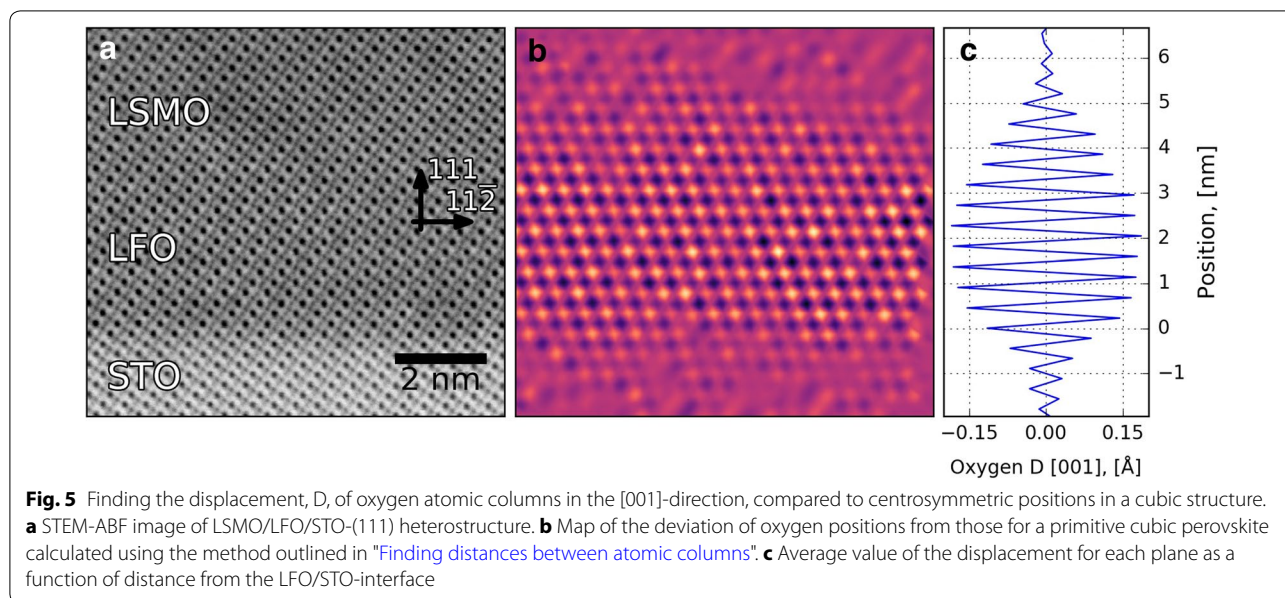 a
LSMO
111
112̅
LFO
STO
2 nm
b
c
6
5
4
3
2
1
0
−1
Position, [nm]
−0.15 0.00 0.15
Oxygen D [001], [Å]
Fig. 5 Finding the displacement, D, of oxygen atomic columns in the [001]-direction, compared to centrosymmetric positions in a cubic structure.
a STEM-ABF image of LSMO/LFO/STO-(111) heterostructure. b Map of the deviation of oxygen positions from those for a primitive cubic perovskite
calculated using the method outlined in "Finding distances between atomic columns". c Average value of the displacement for each plane as a
function of distance from the LFO/STO-interface